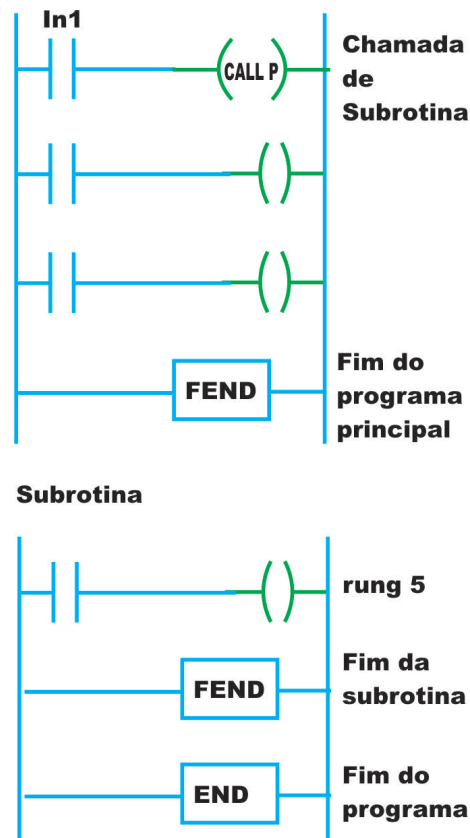 In1
CALL P
Chamada
de
Subrotina
FEND
Fim do
programa
principal
Subrotina
rung 5
FEND
Fim da
subrotina
END
Fim do
programa